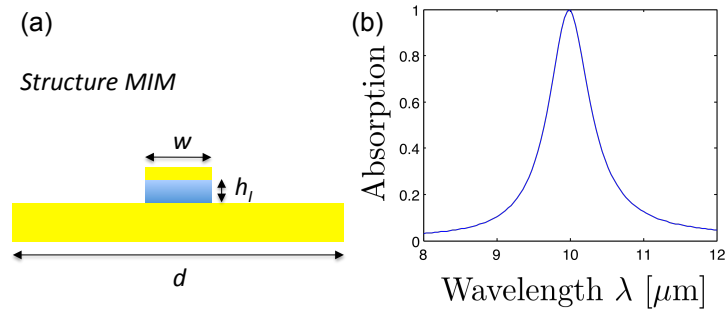 (a)
Structure MIM
w
h_I
d
(b)
1
0.8
0.6
0.4
0.2
0
8 9 10 11 12
Absorption
Wavelength λ [μm]